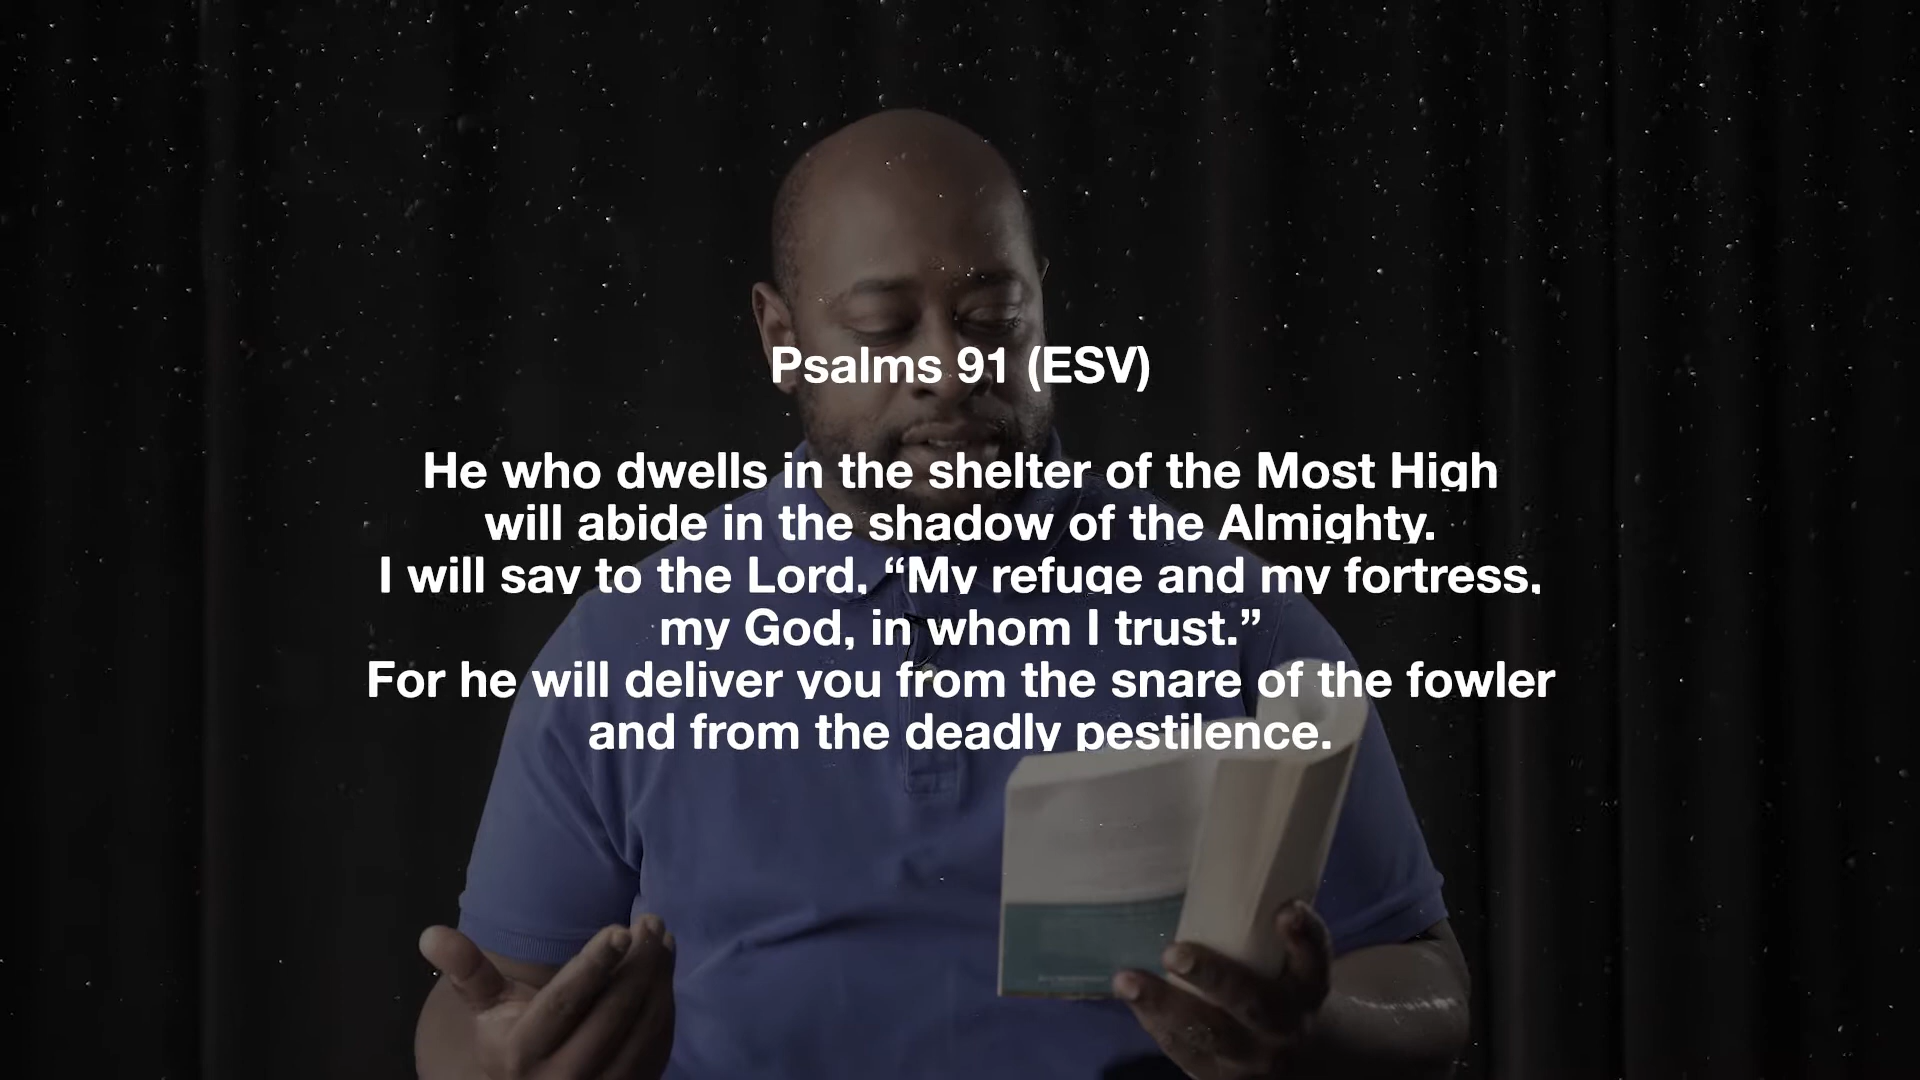 Psalms 91 (ESV)
He who dwells in the shelter of the Most High
will abide in the shadow of the Almighty.
I will say to the Lord, “My refuge and my fortress,
my God, in whom I trust.”
For he will deliver you from the snare of the fowler
and from the deadly pestilence.